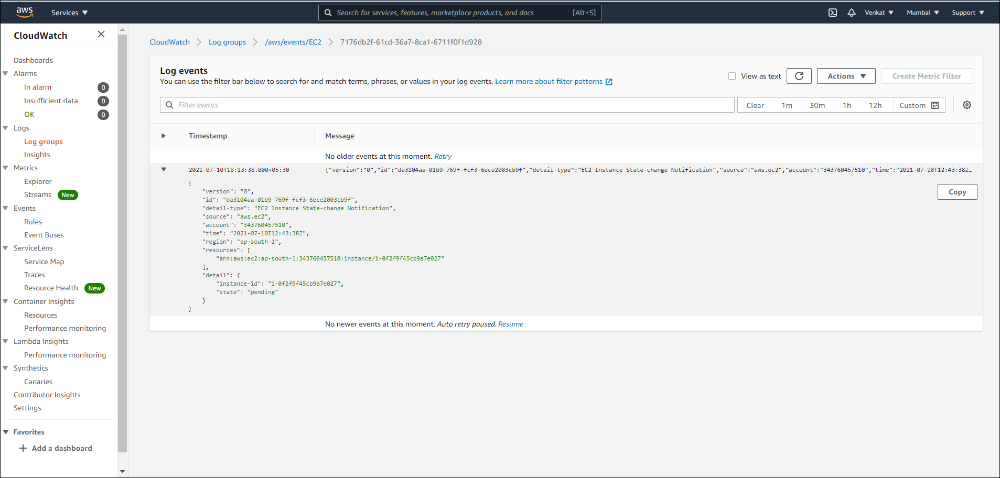 aws
Services
Search for services, features, marketplace products, and docs [Alt+S]
Venkat
Mumbai
Support
CloudWatch
Dashboards
Alarms
In alarm 0
Insufficient data 0
OK 0
Logs
Log groups
Insights
Metrics
Explorer
Streams New
Events
Rules
Event Buses
ServiceLens
Service Map
Traces
Resource Health New
Container Insights
Resources
Performance monitoring
Lambda Insights
Performance monitoring
Synthetics
Canaries
Contributor Insights
Settings
Favorites
Add a dashboard
CloudWatch Log groups /aws/events/EC2 7176db2f-61cd-36a7-8ca1-6711f0f1d928
Log events
You can use the filter bar below to search for and match terms, phrases, or values in your log events. Learn more about filter patterns
View as text
Actions
Create Metric Filter
Filter events
Clear 1m 30m 1h 12h Custom
Timestamp Message
No older events at this moment. Retry
2021-07-10T18:13:38.000+05:30 {"version":"0","id":"da3104aa-01b9-769f-fcf3-6ece2003cb9f","detail-type":"EC2 Instance State-change Notification","source":"aws.ec2","account":"343760457510","time":"2021-07-10T12:43:38Z…
Copy
{
"version": "0",
"id": "da3104aa-01b9-769f-fcf3-6ece2003cb9f",
"detail-type": "EC2 Instance State-change Notification",
"source": "aws.ec2",
"account": "343760457510",
"time": "2021-07-10T12:43:38Z",
"region": "ap-south-1",
"resources": [
"arn:aws:ec2:ap-south-1:343760457510:instance/i-0f2f9f45cb9a7e027"
],
"detail": {
"instance-id": "i-0f2f9f45cb9a7e027",
"state": "pending"
}
}
No newer events at this moment. Auto retry paused. Resume